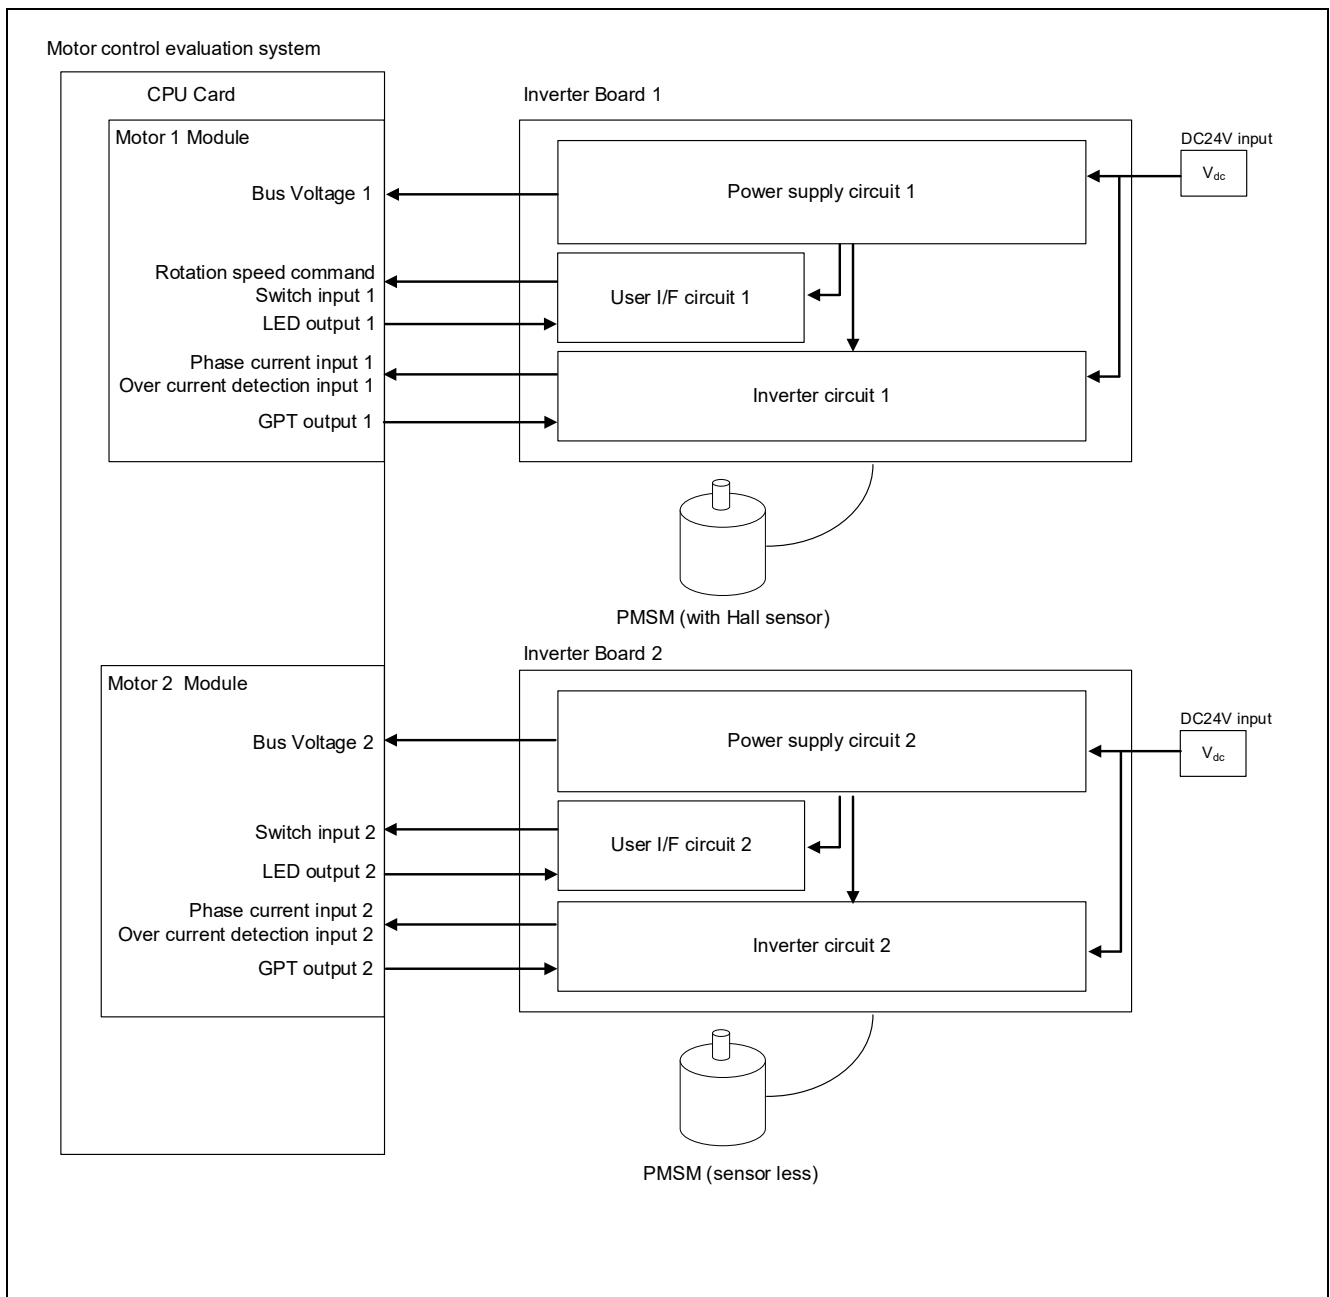 Motor control evaluation system
CPU Card
Inverter Board 1
Motor 1 Module
DC24V input
Vdc
Bus Voltage 1
Power supply circuit 1
Rotation speed command
Switch input 1
User I/F circuit 1
LED output 1
Phase current input 1
Over current detection input 1
Inverter circuit 1
GPT output 1
PMSM (with Hall sensor)
Inverter Board 2
Motor 2  Module
DC24V input
Vdc
Bus Voltage 2
Power supply circuit 2
Switch input 2
User I/F circuit 2
LED output 2
Phase current input 2
Over current detection input 2
Inverter circuit 2
GPT output 2
PMSM (sensor less)